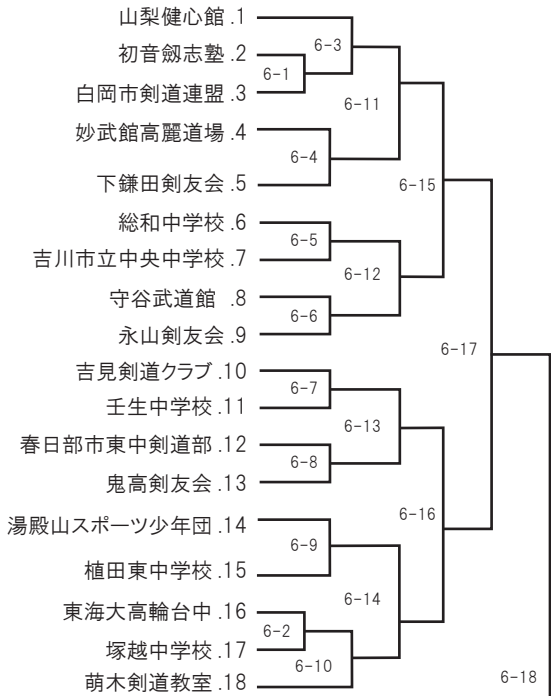 山梨健心館 .1
初音劔志塾 .2
白岡市剣道連盟 .3
妙武館高麗道場 .4
下鎌田剣友会 .5
総和中学校 .6
吉川市立中央中学校 .7
守谷武道館 .8
永山剣友会 .9
吉見剣道クラブ .10
壬生中学校 .11
春日部市東中剣道部 .12
鬼高剣友会 .13
湯殿山スポーツ少年団 .14
植田東中学校 .15
東海大高輪台中 .16
塚越中学校 .17
萌木剣道教室 .18
6-1
6-2
6-3
6-4
6-5
6-6
6-7
6-8
6-9
6-10
6-11
6-12
6-13
6-14
6-15
6-16
6-17
6-18